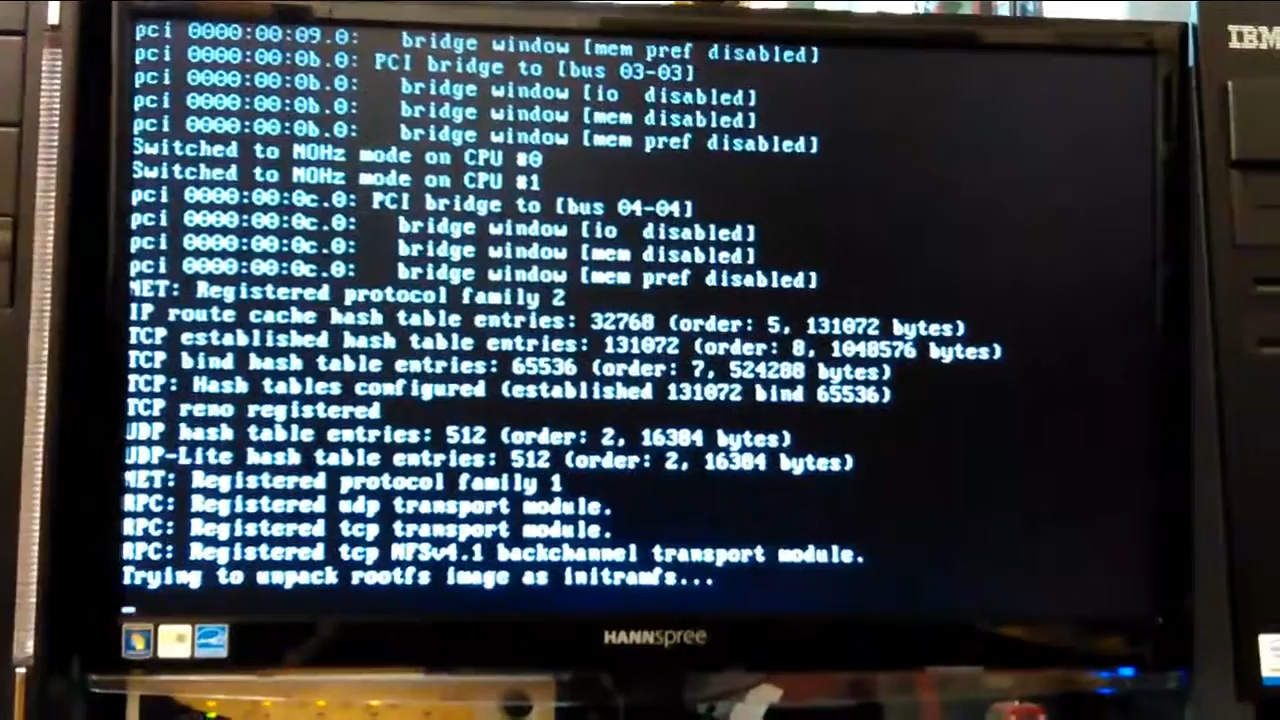 pci 0000:00:09.0:   bridge window [mem pref disabled]
pci 0000:00:0b.0: PCI bridge to [bus 03-03]
pci 0000:00:0b.0:   bridge window [io  disabled]
pci 0000:00:0b.0:   bridge window [mem disabled]
pci 0000:00:0b.0:   bridge window [mem pref disabled]
Switched to NOHz mode on CPU #0
Switched to NOHz mode on CPU #1
pci 0000:00:0c.0: PCI bridge to [bus 04-04]
pci 0000:00:0c.0:   bridge window [io  disabled]
pci 0000:00:0c.0:   bridge window [mem disabled]
pci 0000:00:0c.0:   bridge window [mem pref disabled]
NET: Registered protocol family 2
IP route cache hash table entries: 32768 (order: 5, 131072 bytes)
TCP established hash table entries: 131072 (order: 8, 1048576 bytes)
TCP bind hash table entries: 65536 (order: 7, 524288 bytes)
TCP: Hash tables configured (established 131072 bind 65536)
TCP reno registered
UDP hash table entries: 512 (order: 2, 16384 bytes)
UDP-Lite hash table entries: 512 (order: 2, 16384 bytes)
NET: Registered protocol family 1
RPC: Registered udp transport module.
RPC: Registered tcp transport module.
RPC: Registered tcp NFSv4.1 backchannel transport module.
Trying to unpack rootfs image as initramfs...
HANNspree
IBM